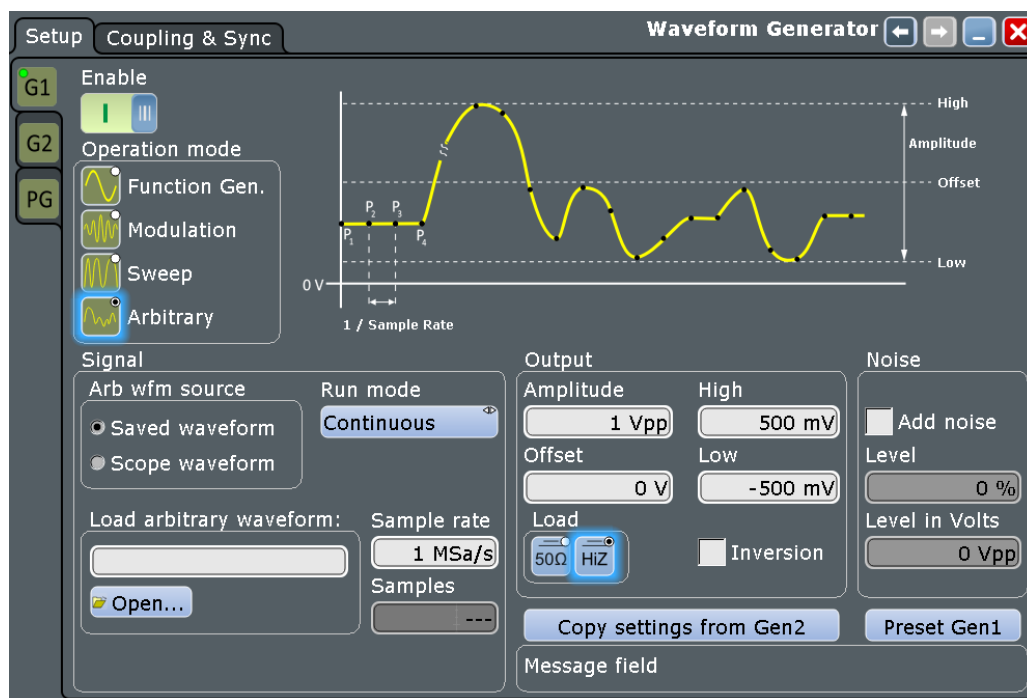 Setup Coupling & Sync Waveform Generator
G1
G2
PG
Enable
Operation mode
Function Gen.
Modulation
Sweep
Arbitrary
High
Amplitude
Offset
Low
P1 P2 P3 P4
0 V
1 / Sample Rate
Signal
Arb wfm source
Saved waveform
Scope waveform
Run mode
Continuous
Load arbitrary waveform:
Open...
Sample rate
1 MSa/s
Samples
---
Output
Amplitude High
1 Vpp 500 mV
Offset Low
0 V -500 mV
Load
50Ω HiZ Inversion
Copy settings from Gen2
Message field
Noise
Add noise
Level
0 %
Level in Volts
0 Vpp
Preset Gen1